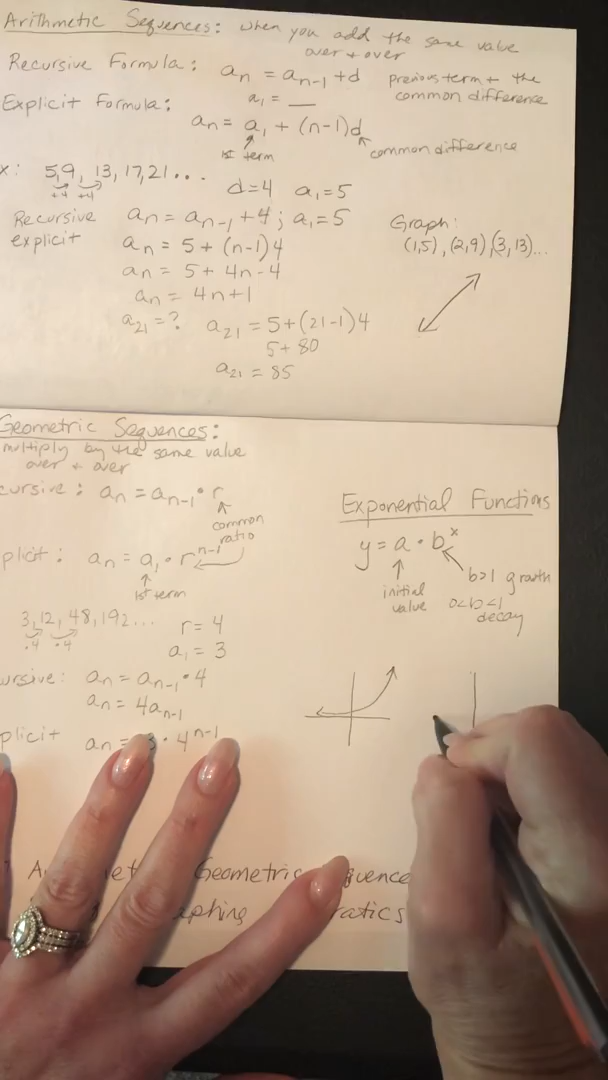 Arithmetic Sequences: when you add the same value
over + over
Recursive Formula: aₙ = aₙ₋₁ + d previous term + the
common difference
a₁ = __
Explicit Formula: aₙ = a₁ + (n-1)d
1st term common difference
x: 5,9, 13,17,21...
+4 +4
d=4 a₁=5
Recursive aₙ = aₙ₋₁ +4; a₁=5
explicit aₙ = 5 + (n-1)4
aₙ = 5 + 4n - 4
aₙ = 4n+1
a₂₁ = ? a₂₁ = 5+(21-1)4
5 + 80
a₂₁ = 85
Graph:
(1,5), (2,9), (3,13)...
Geometric Sequences:
multiply by the same value
over + over
cursive: aₙ = aₙ₋₁ · r
common
ratio
plicit: aₙ = a₁ · rⁿ⁻¹
1st term
3,12, 48,192...
·4 ·4
r = 4
a₁ = 3
ursive: aₙ = aₙ₋₁ · 4
aₙ = 4aₙ₋₁
plicit aₙ = 3 · 4ⁿ⁻¹
Exponential Functions
y = a · bˣ
initial
value
b>1 growth
0<b<1
decay
Geometric